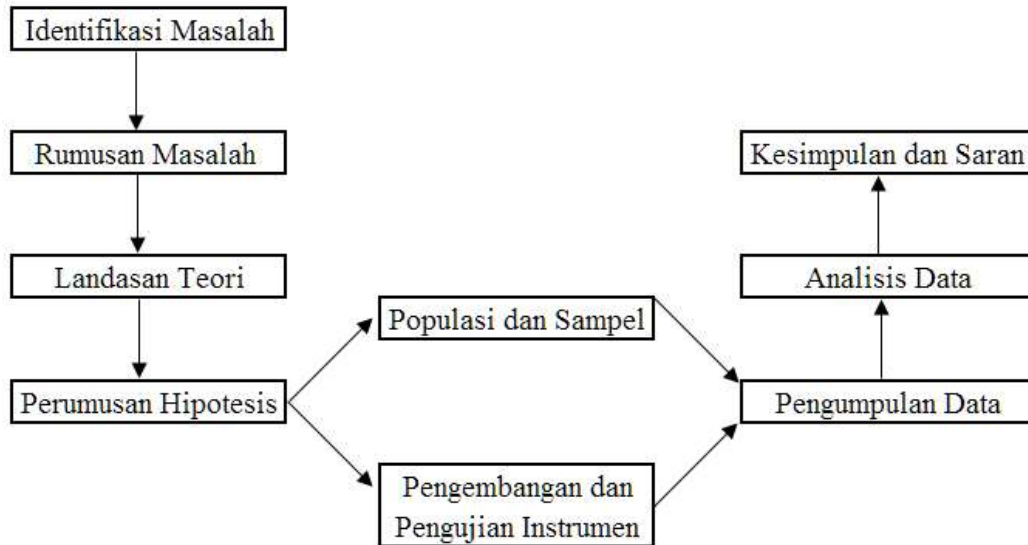 Identifikasi Masalah
Rumusan Masalah
Landasan Teori
Perumusan Hipotesis
Populasi dan Sampel
Pengembangan dan
Pengujian Instrumen
Pengumpulan Data
Analisis Data
Kesimpulan dan Saran